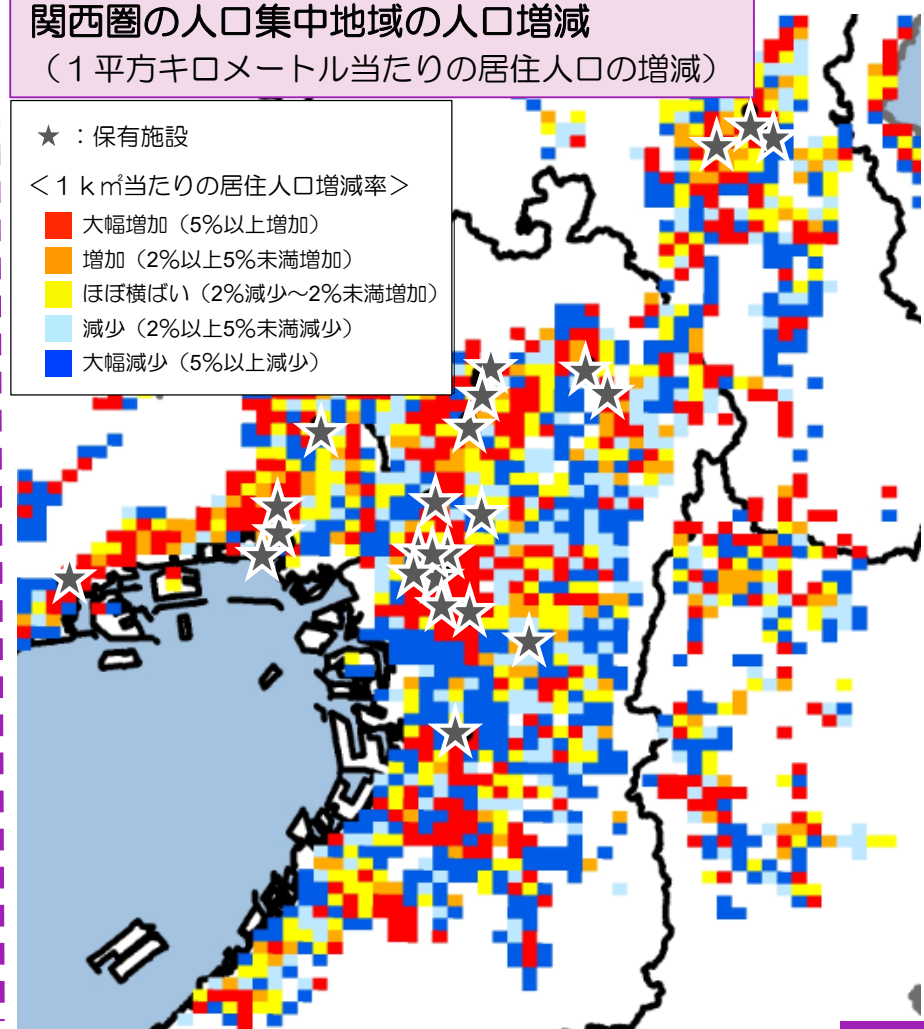 関西圏の人口集中地域の人口増減
（１平方キロメートル当たりの居住人口の増減）
★：保有施設
＜１ｋ㎡当たりの居住人口増減率＞
大幅増加（5％以上増加）
増加（2％以上5％未満増加）
ほぼ横ばい（2％減少～2％未満増加）
減少（2％以上5％未満減少）
大幅減少（5％以上減少）